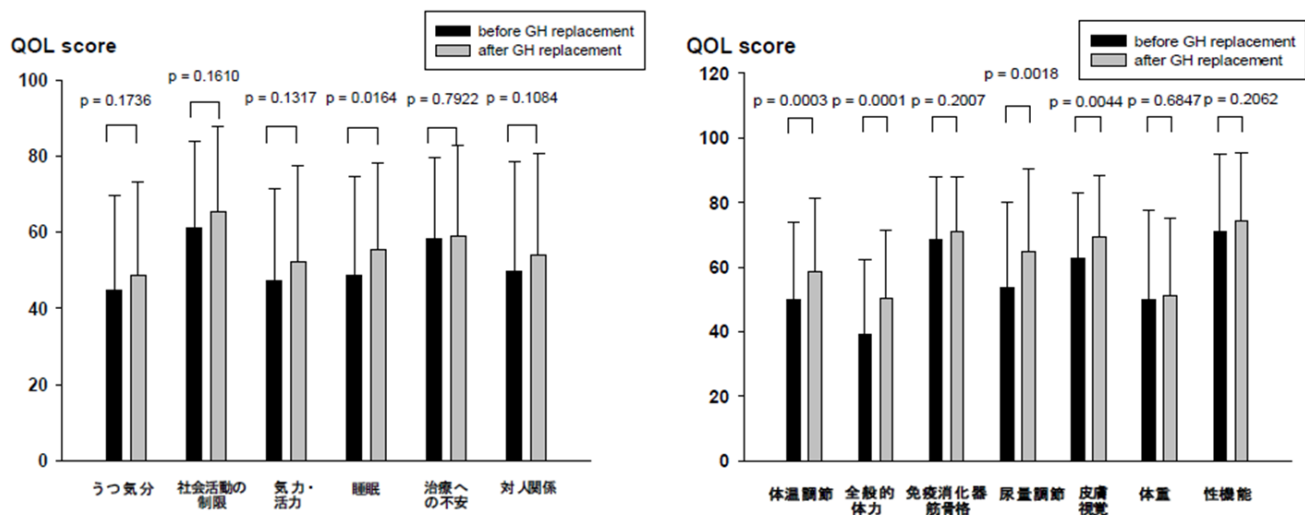 QOL score
before GH replacement
after GH replacement
100
80
60
40
20
0
p = 0.1736
p = 0.1610
p = 0.1317
p = 0.0164
p = 0.7922
p = 0.1084
うつ気分
社会活動の
制限
気力・
活力
睡眠
治療へ
の不安
対人関係
QOL score
before GH replacement
after GH replacement
120
100
80
60
40
20
0
p = 0.0003
p = 0.0001
p = 0.2007
p = 0.0018
p = 0.0044
p = 0.6847
p = 0.2062
体温調節
全般的
体力
免疫消化器
筋骨格
尿量調節
皮膚
視覚
体重
性機能